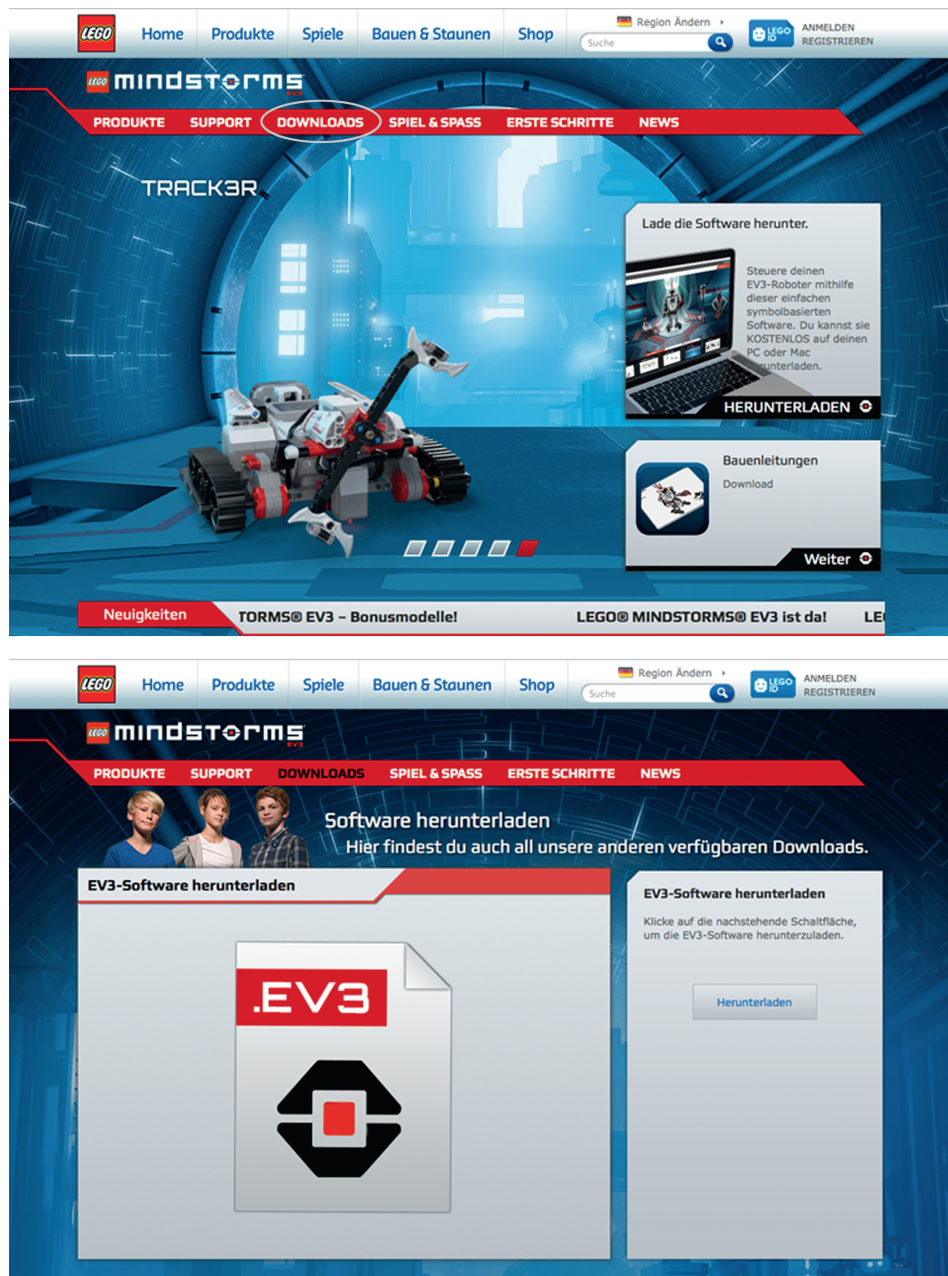 LEGO
Home Produkte Spiele Bauen & Staunen Shop
Region Ändern
Suche
LEGO ID
ANMELDEN
REGISTRIEREN
LEGO mindstorms
EV3
PRODUKTE SUPPORT DOWNLOADS SPIEL & SPASS ERSTE SCHRITTE NEWS
TRACK3R
Lade die Software herunter.
Steuere deinen
EV3-Roboter mithilfe
dieser einfachen
symbolbasierten
Software. Du kannst sie
KOSTENLOS auf deinen
PC oder Mac
herunterladen.
HERUNTERLADEN
Bauenleitungen
Download
Weiter
Neuigkeiten TORMS® EV3 – Bonusmodelle! LEGO® MINDSTORMS® EV3 ist da! LE
LEGO
Home Produkte Spiele Bauen & Staunen Shop
Region Ändern
Suche
LEGO ID
ANMELDEN
REGISTRIEREN
LEGO mindstorms
EV3
PRODUKTE SUPPORT DOWNLOADS SPIEL & SPASS ERSTE SCHRITTE NEWS
Software herunterladen
Hier findest du auch all unsere anderen verfügbaren Downloads.
EV3-Software herunterladen
.EV3
EV3-Software herunterladen
Klicke auf die nachstehende Schaltfläche,
um die EV3-Software herunterzuladen.
Herunterladen